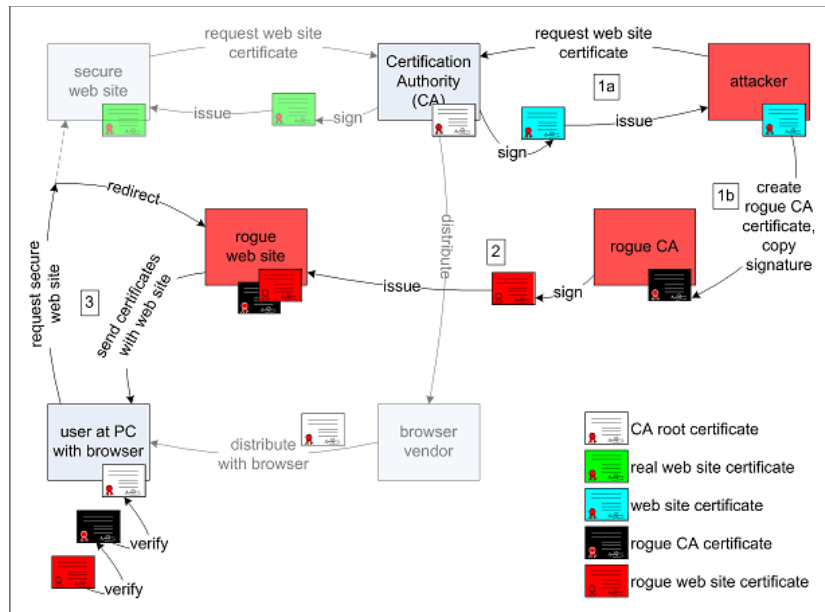 request web site
certificate
secure
web site
issue
sign
Certification
Authority
(CA)
request web site
certificate
1a
attacker
issue
sign
redirect
rogue
web site
distribute
1b
create
rogue CA
certificate,
copy
signature
rogue CA
2
issue
sign
request secure
web site
3
send certificates
with web site
user at PC
with browser
distribute
with browser
browser
vendor
verify
verify
CA root certificate
real web site certificate
web site certificate
rogue CA certificate
rogue web site certificate